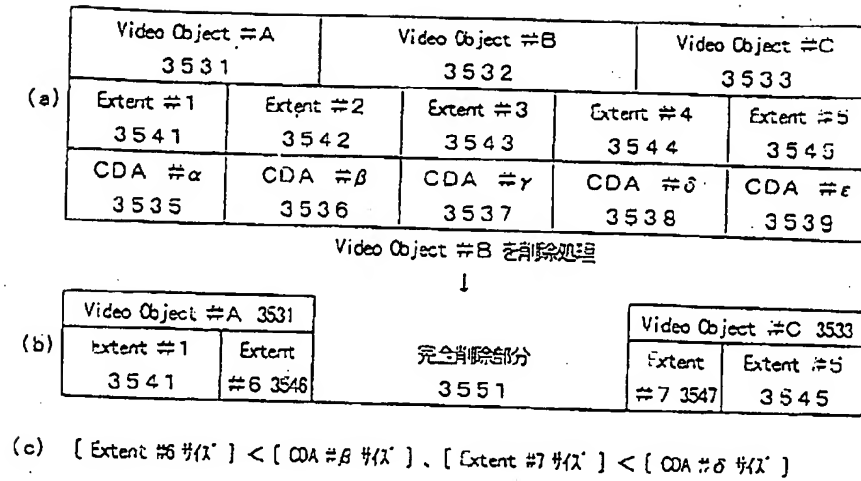 Video Object #A Video Object #B Video Object #C
3531 3532 3533
(a)
Extent #1 Extent #2 Extent #3 Extent #4 Extent #5
3541 3542 3543 3544 3545
CDA #α CDA #β CDA #γ CDA #δ CDA #ε
3535 3536 3537 3538 3539
Video Object #B を削除処理
↓
Video Object #A 3531 Video Object #C 3533
(b)
Extent #1 Extent 完全削除部分 Extent Extent #5
3541 #6 3546 3551 #7 3547 3545
(c) [ Extent #6 サイズ ] < [ CDA #β サイズ ]、[ Extent #7 サイズ ] < [ CDA #δ サイズ ]